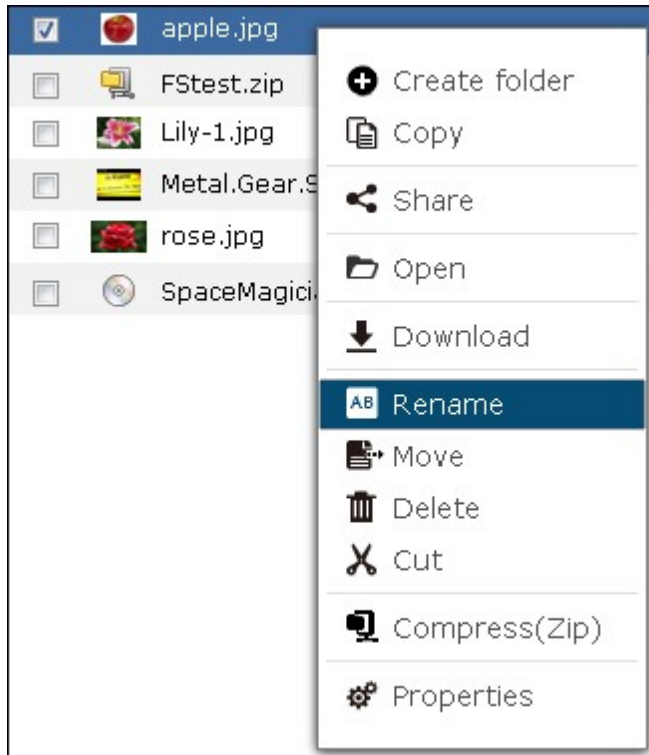 apple.jpg
FStest.zip
Lily-1.jpg
Metal.Gear.S
rose.jpg
SpaceMagici
Create folder
Copy
Share
Open
Download
AB Rename
Move
Delete
Cut
Compress(Zip)
Properties